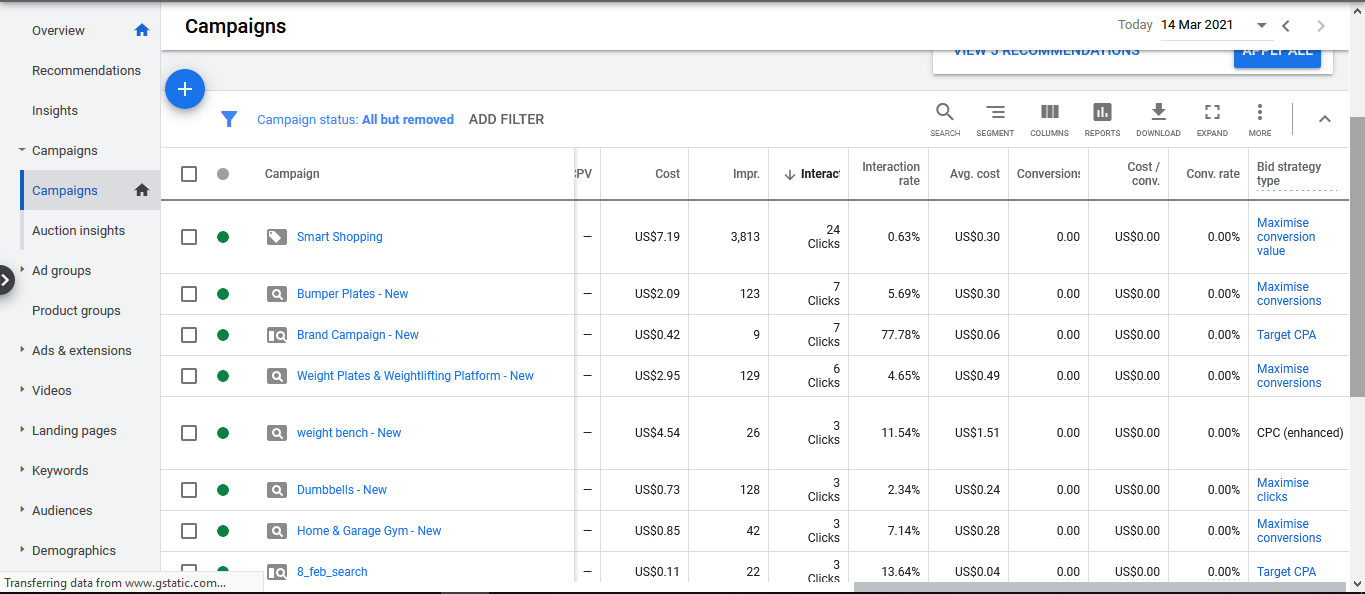 Overview
Recommendations
Insights
Campaigns
Campaigns
Auction insights
Ad groups
Product groups
Ads & extensions
Videos
Landing pages
Keywords
Audiences
Demographics
Transferring data from www.gstatic.com...
Campaigns
Today 14 Mar 2021
VIEW 5 RECOMMENDATIONS APPLY ALL
Campaign status: All but removed ADD FILTER
SEARCH SEGMENT COLUMNS REPORTS DOWNLOAD EXPAND MORE
Campaign CPV Cost Impr. Interact Interaction rate Avg. cost Conversions Cost / conv. Conv. rate Bid strategy type
Smart Shopping — US$7.19 3,813 24 Clicks 0.63% US$0.30 0.00 US$0.00 0.00% Maximise conversion value
Bumper Plates - New — US$2.09 123 7 Clicks 5.69% US$0.30 0.00 US$0.00 0.00% Maximise conversions
Brand Campaign - New — US$0.42 9 7 Clicks 77.78% US$0.06 0.00 US$0.00 0.00% Target CPA
Weight Plates & Weightlifting Platform - New — US$2.95 129 6 Clicks 4.65% US$0.49 0.00 US$0.00 0.00% Maximise conversions
weight bench - New — US$4.54 26 3 Clicks 11.54% US$1.51 0.00 US$0.00 0.00% CPC (enhanced)
Dumbbells - New — US$0.73 128 3 Clicks 2.34% US$0.24 0.00 US$0.00 0.00% Maximise clicks
Home & Garage Gym - New — US$0.85 42 3 Clicks 7.14% US$0.28 0.00 US$0.00 0.00% Maximise conversions
8_feb_search — US$0.11 22 3 Clicks 13.64% US$0.04 0.00 US$0.00 0.00% Target CPA